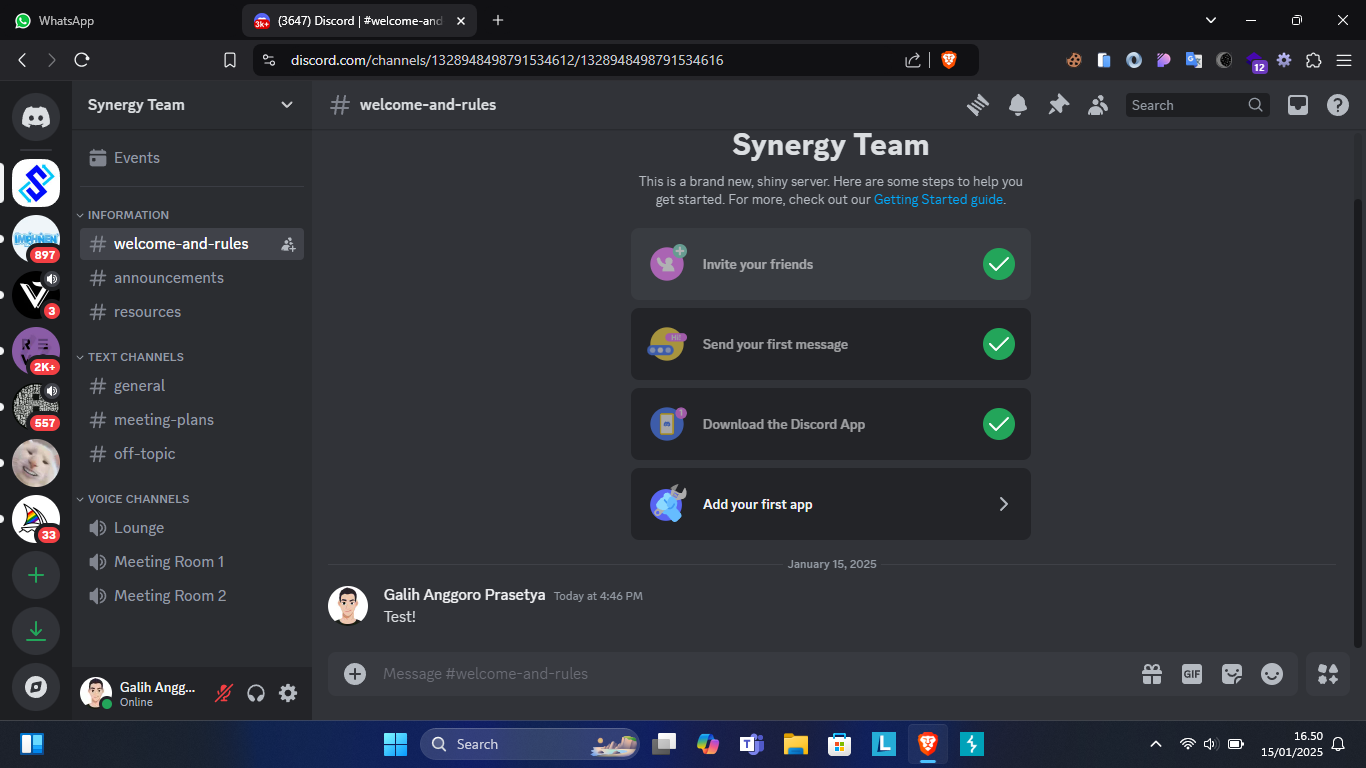 WhatsApp
3k+
(3647) Discord | #welcome-and
discord.com/channels/1328948498791534612/1328948498791534616
12
Synergy Team
Events
INFORMATION
welcome-and-rules
announcements
resources
TEXT CHANNELS
general
meeting-plans
off-topic
VOICE CHANNELS
Lounge
Meeting Room 1
Meeting Room 2
897
3
2K+
557
33
Galih Angg...
Online
welcome-and-rules
Search
Synergy Team
This is a brand new, shiny server. Here are some steps to help you
get started. For more, check out our Getting Started guide.
Invite your friends
Send your first message
Download the Discord App
Add your first app
January 15, 2025
Galih Anggoro Prasetya Today at 4:46 PM
Test!
Message #welcome-and-rules
GIF
Search
16.50
15/01/2025